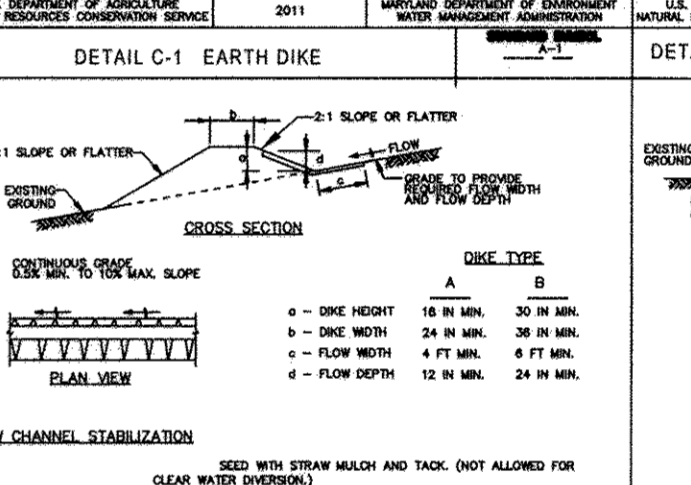 DEPARTMENT OF AGRICULTURE
RESOURCES CONSERVATION SERVICE
2011
MARYLAND DEPARTMENT OF ENVIRONMENT
WATER MANAGEMENT ADMINISTRATION
U.S.
NATURAL
DETAIL C-1 EARTH DIKE
STANDARD SYMBOL
A-1
DET
b
2:1 SLOPE OR FLATTER
:1 SLOPE OR FLATTER
a
d
FLOW
c
GRADE TO PROVIDE
REQUIRED FLOW WIDTH
AND FLOW DEPTH
EXISTING
GROUND
EXISTING
GROUND
CROSS SECTION
CONTINUOUS GRADE
0.5% MIN. TO 10% MAX. SLOPE
PLAN VIEW
DIKE TYPE
A B
a - DIKE HEIGHT 18 IN MIN. 30 IN MIN.
b - DIKE WIDTH 24 IN MIN. 36 IN MIN.
c - FLOW WIDTH 4 FT MIN. 6 FT MIN.
d - FLOW DEPTH 12 IN MIN. 24 IN MIN.
CHANNEL STABILIZATION
SEED WITH STRAW MULCH AND TACK. (NOT ALLOWED FOR
CLEAR WATER DIVERSION.)